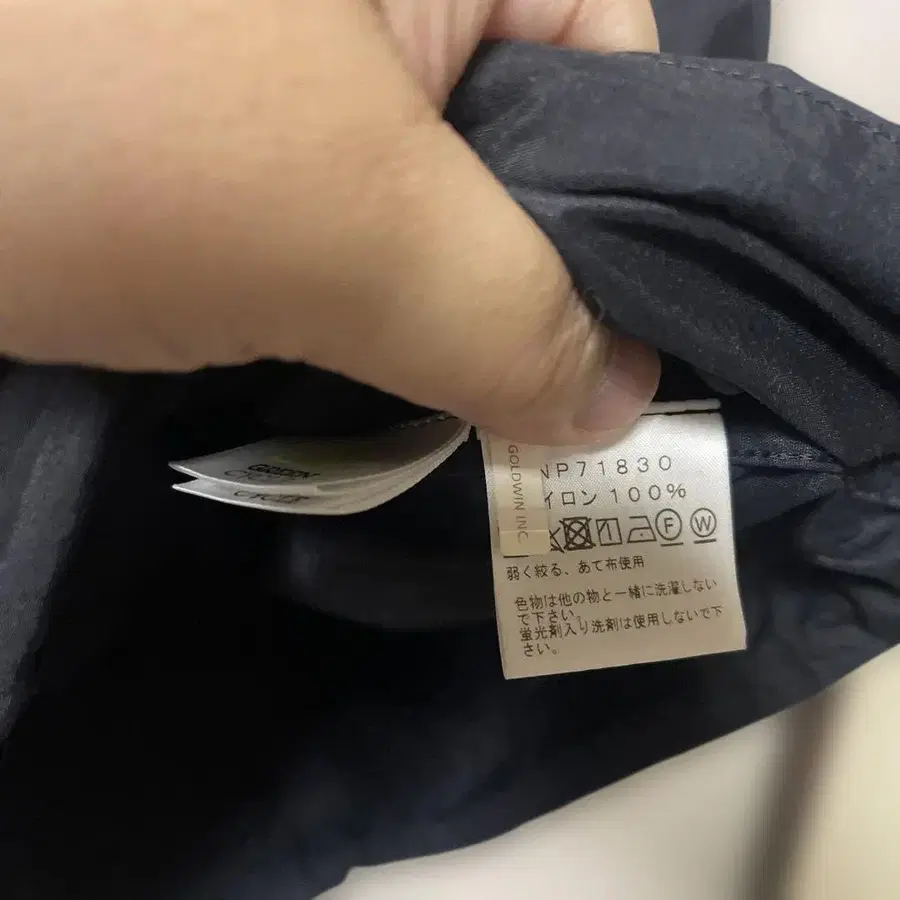 GREEN
CYCLE
GOLDWIN INC.
NP71830
イロン 100%
F W
弱く絞る、あて布使用
色物は他の物と一緒に洗濯しない
で下さい。
蛍光剤入り洗剤は使用しないで下
さい。